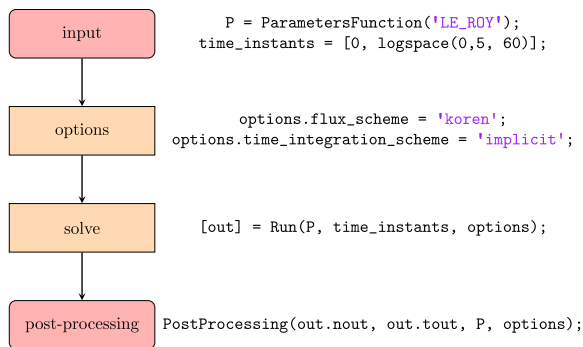 input
P = ParametersFunction('LE_ROY');
time_instants = [0, logspace(0,5, 60)];
options
options.flux_scheme = 'koren';
options.time_integration_scheme = 'implicit';
solve
[out] = Run(P, time_instants, options);
post-processing
PostProcessing(out.nout, out.tout, P, options);